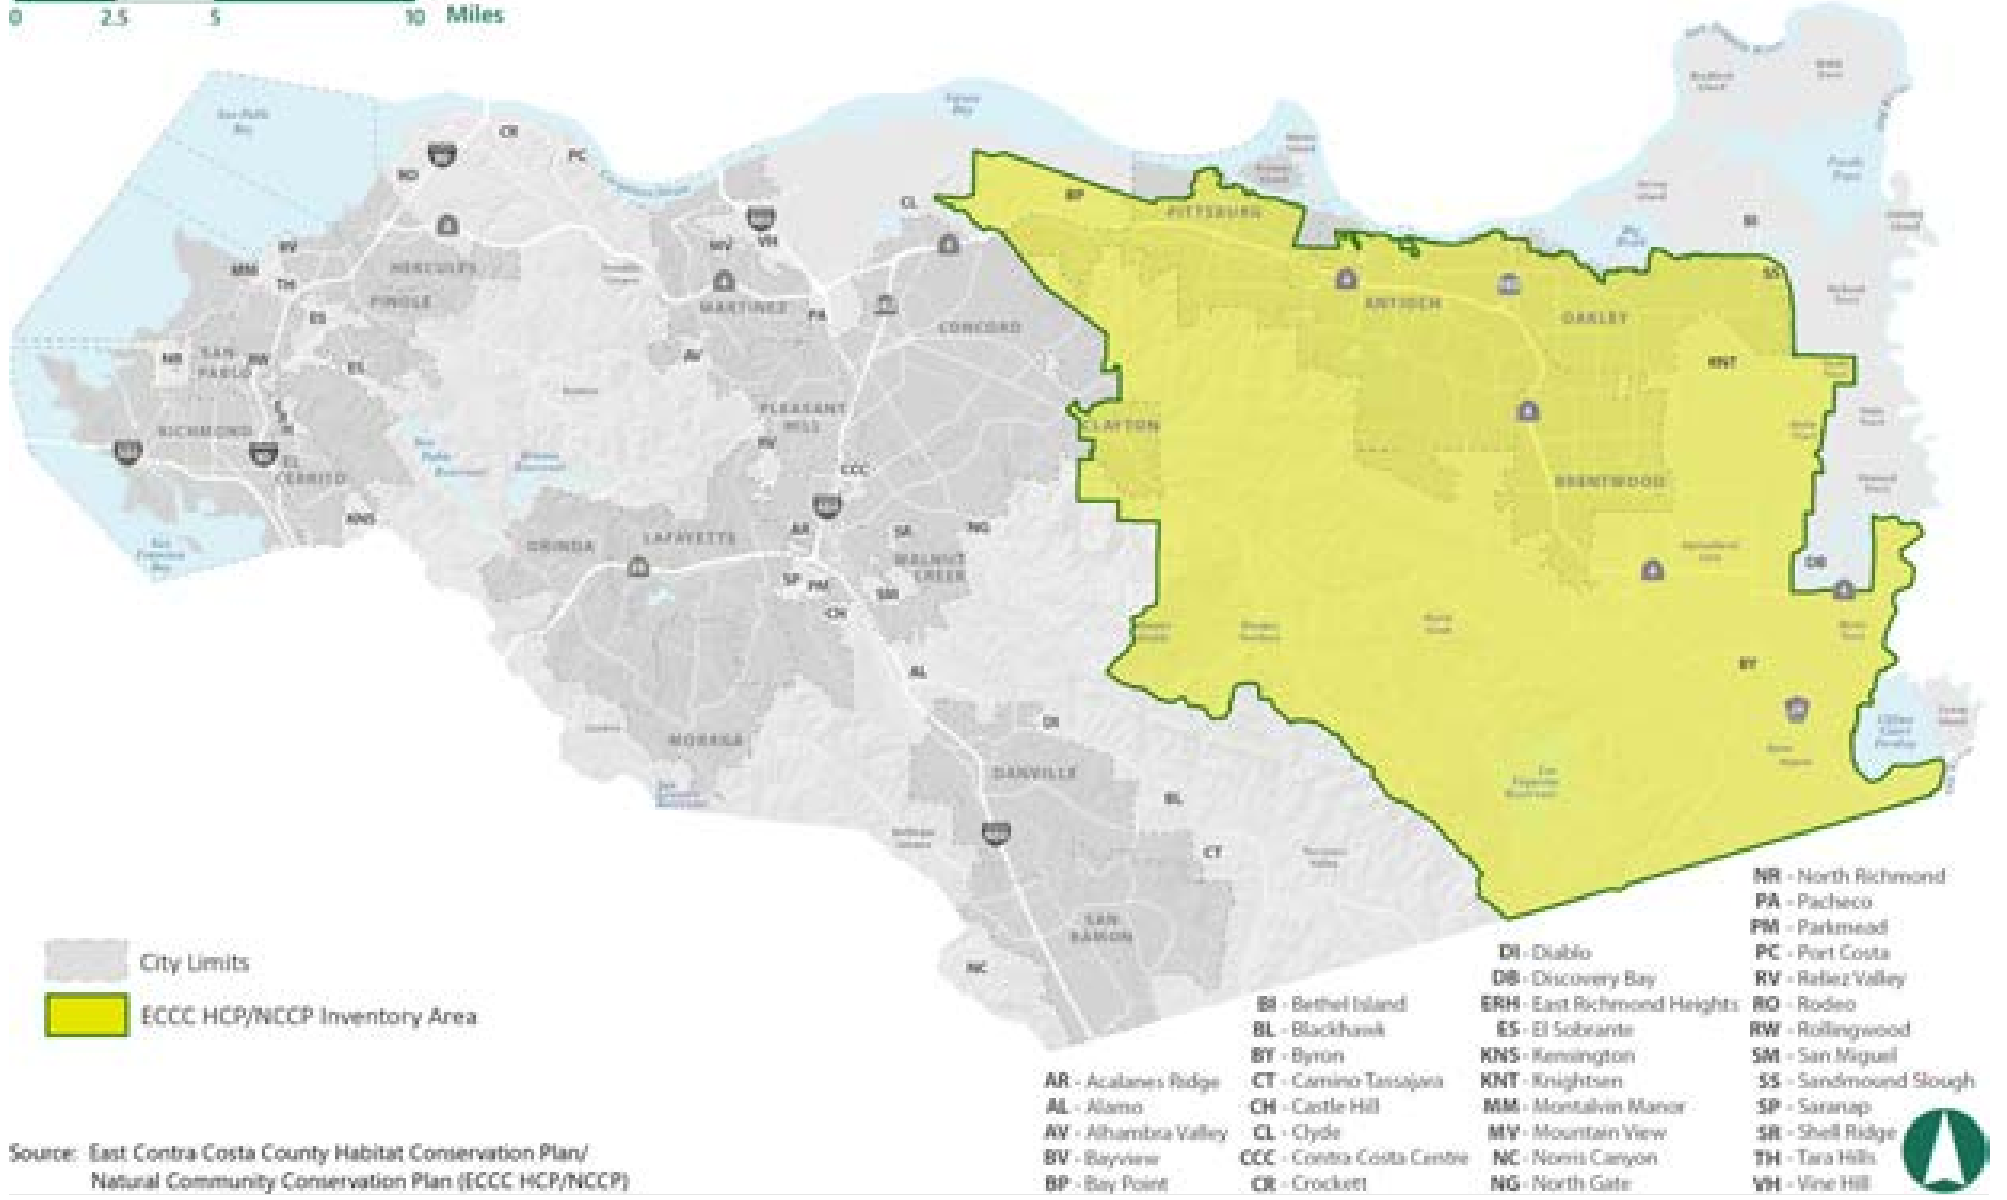 0 2.5 5 10 Miles
CR
PC
RO
BP
CL
PITTSBURG
BI
RV
MV
VH
MM
HERCULES
TH
SS
PINOLE
MARTINEZ
ANTIOCH
PA
ES
OAKLEY
CONCORD
NR
SAN
PABLO
RW
AV
ES
KNT
PLEASANT
HILL
RICHMOND
CLAYTON
RV
EL
CERRITO
CCC
BRENTWOOD
KNS
AR
SR
NG
ORINDA
LAFAYETTE
WALNUT
CREEK
DB
SP
PM
SM
CH
BY
AL
DI
MORAGA
DANVILLE
BL
CT
SAN
RAMON
NC
City Limits
ECCC HCP/NCCP Inventory Area
AR - Acalanes Ridge
AL - Alamo
AV - Alhambra Valley
BV - Bayview
BP - Bay Point
BI - Bethel Island
BL - Blackhawk
BY - Byron
CT - Camino Tassajara
CH - Castle Hill
CL - Clyde
CCC - Contra Costa Centre
CR - Crockett
DI - Diablo
DB - Discovery Bay
ERH - East Richmond Heights
ES - El Sobrante
KNS - Kensington
KNT - Knightsen
MM - Montalvin Manor
MV - Mountain View
NC - Norris Canyon
NG - North Gate
NR - North Richmond
PA - Pacheco
PM - Parkmead
PC - Port Costa
RV - Reliez Valley
RO - Rodeo
RW - Rollingwood
SM - San Miguel
SS - Sandmound Slough
SP - Saranap
SR - Shell Ridge
TH - Tara Hills
VH - Vine Hill
Source: East Contra Costa County Habitat Conservation Plan/
Natural Community Conservation Plan (ECCC HCP/NCCP)